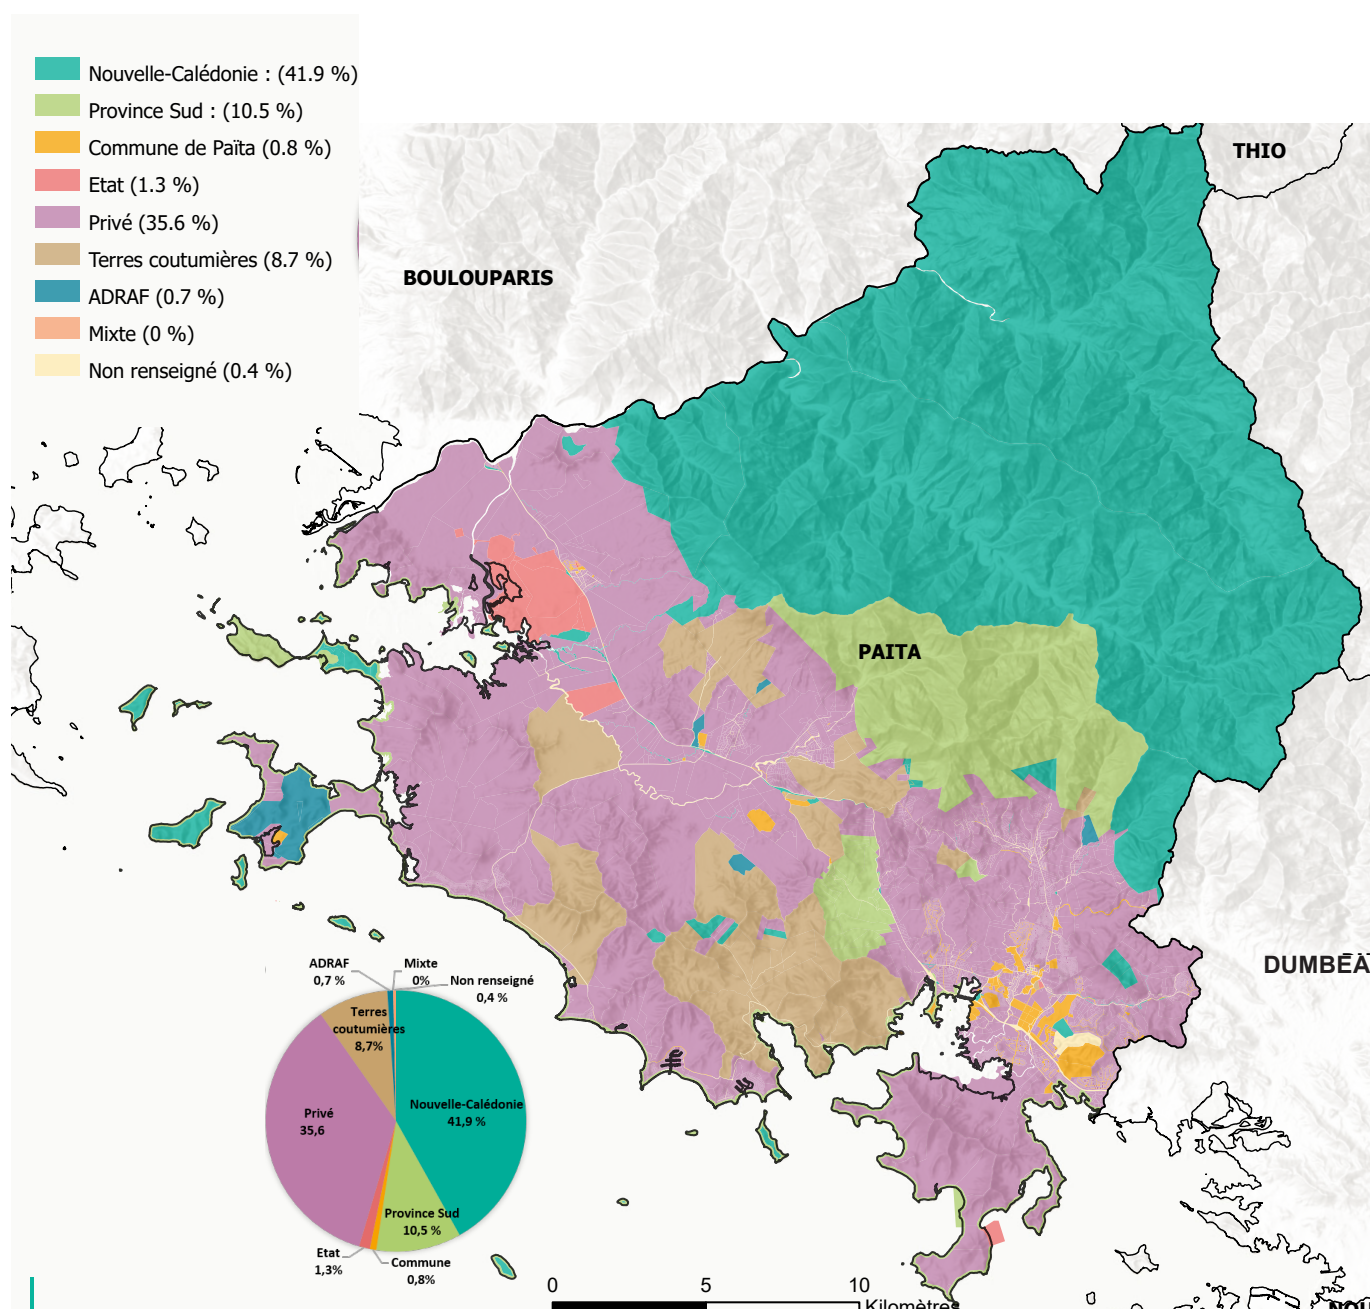 Nouvelle-Calédonie : (41.9 %)
Province Sud : (10.5 %)
Commune de Païta (0.8 %)
Etat (1.3 %)
Privé (35.6 %)
Terres coutumières (8.7 %)
ADRAF (0.7 %)
Mixte (0 %)
Non renseigné (0.4 %)
THIO
BOULOUPARIS
PAITA
DUMBÉA
ADRAF
0,7 %
Mixte
0%
Non renseigné
0,4 %
Terres
coutumières
8,7%
Nouvelle-Calédonie
41,9 %
Privé
35,6
Province Sud
10,5 %
Etat
1,3%
Commune
0,8%
0 5 10
Kilomètres